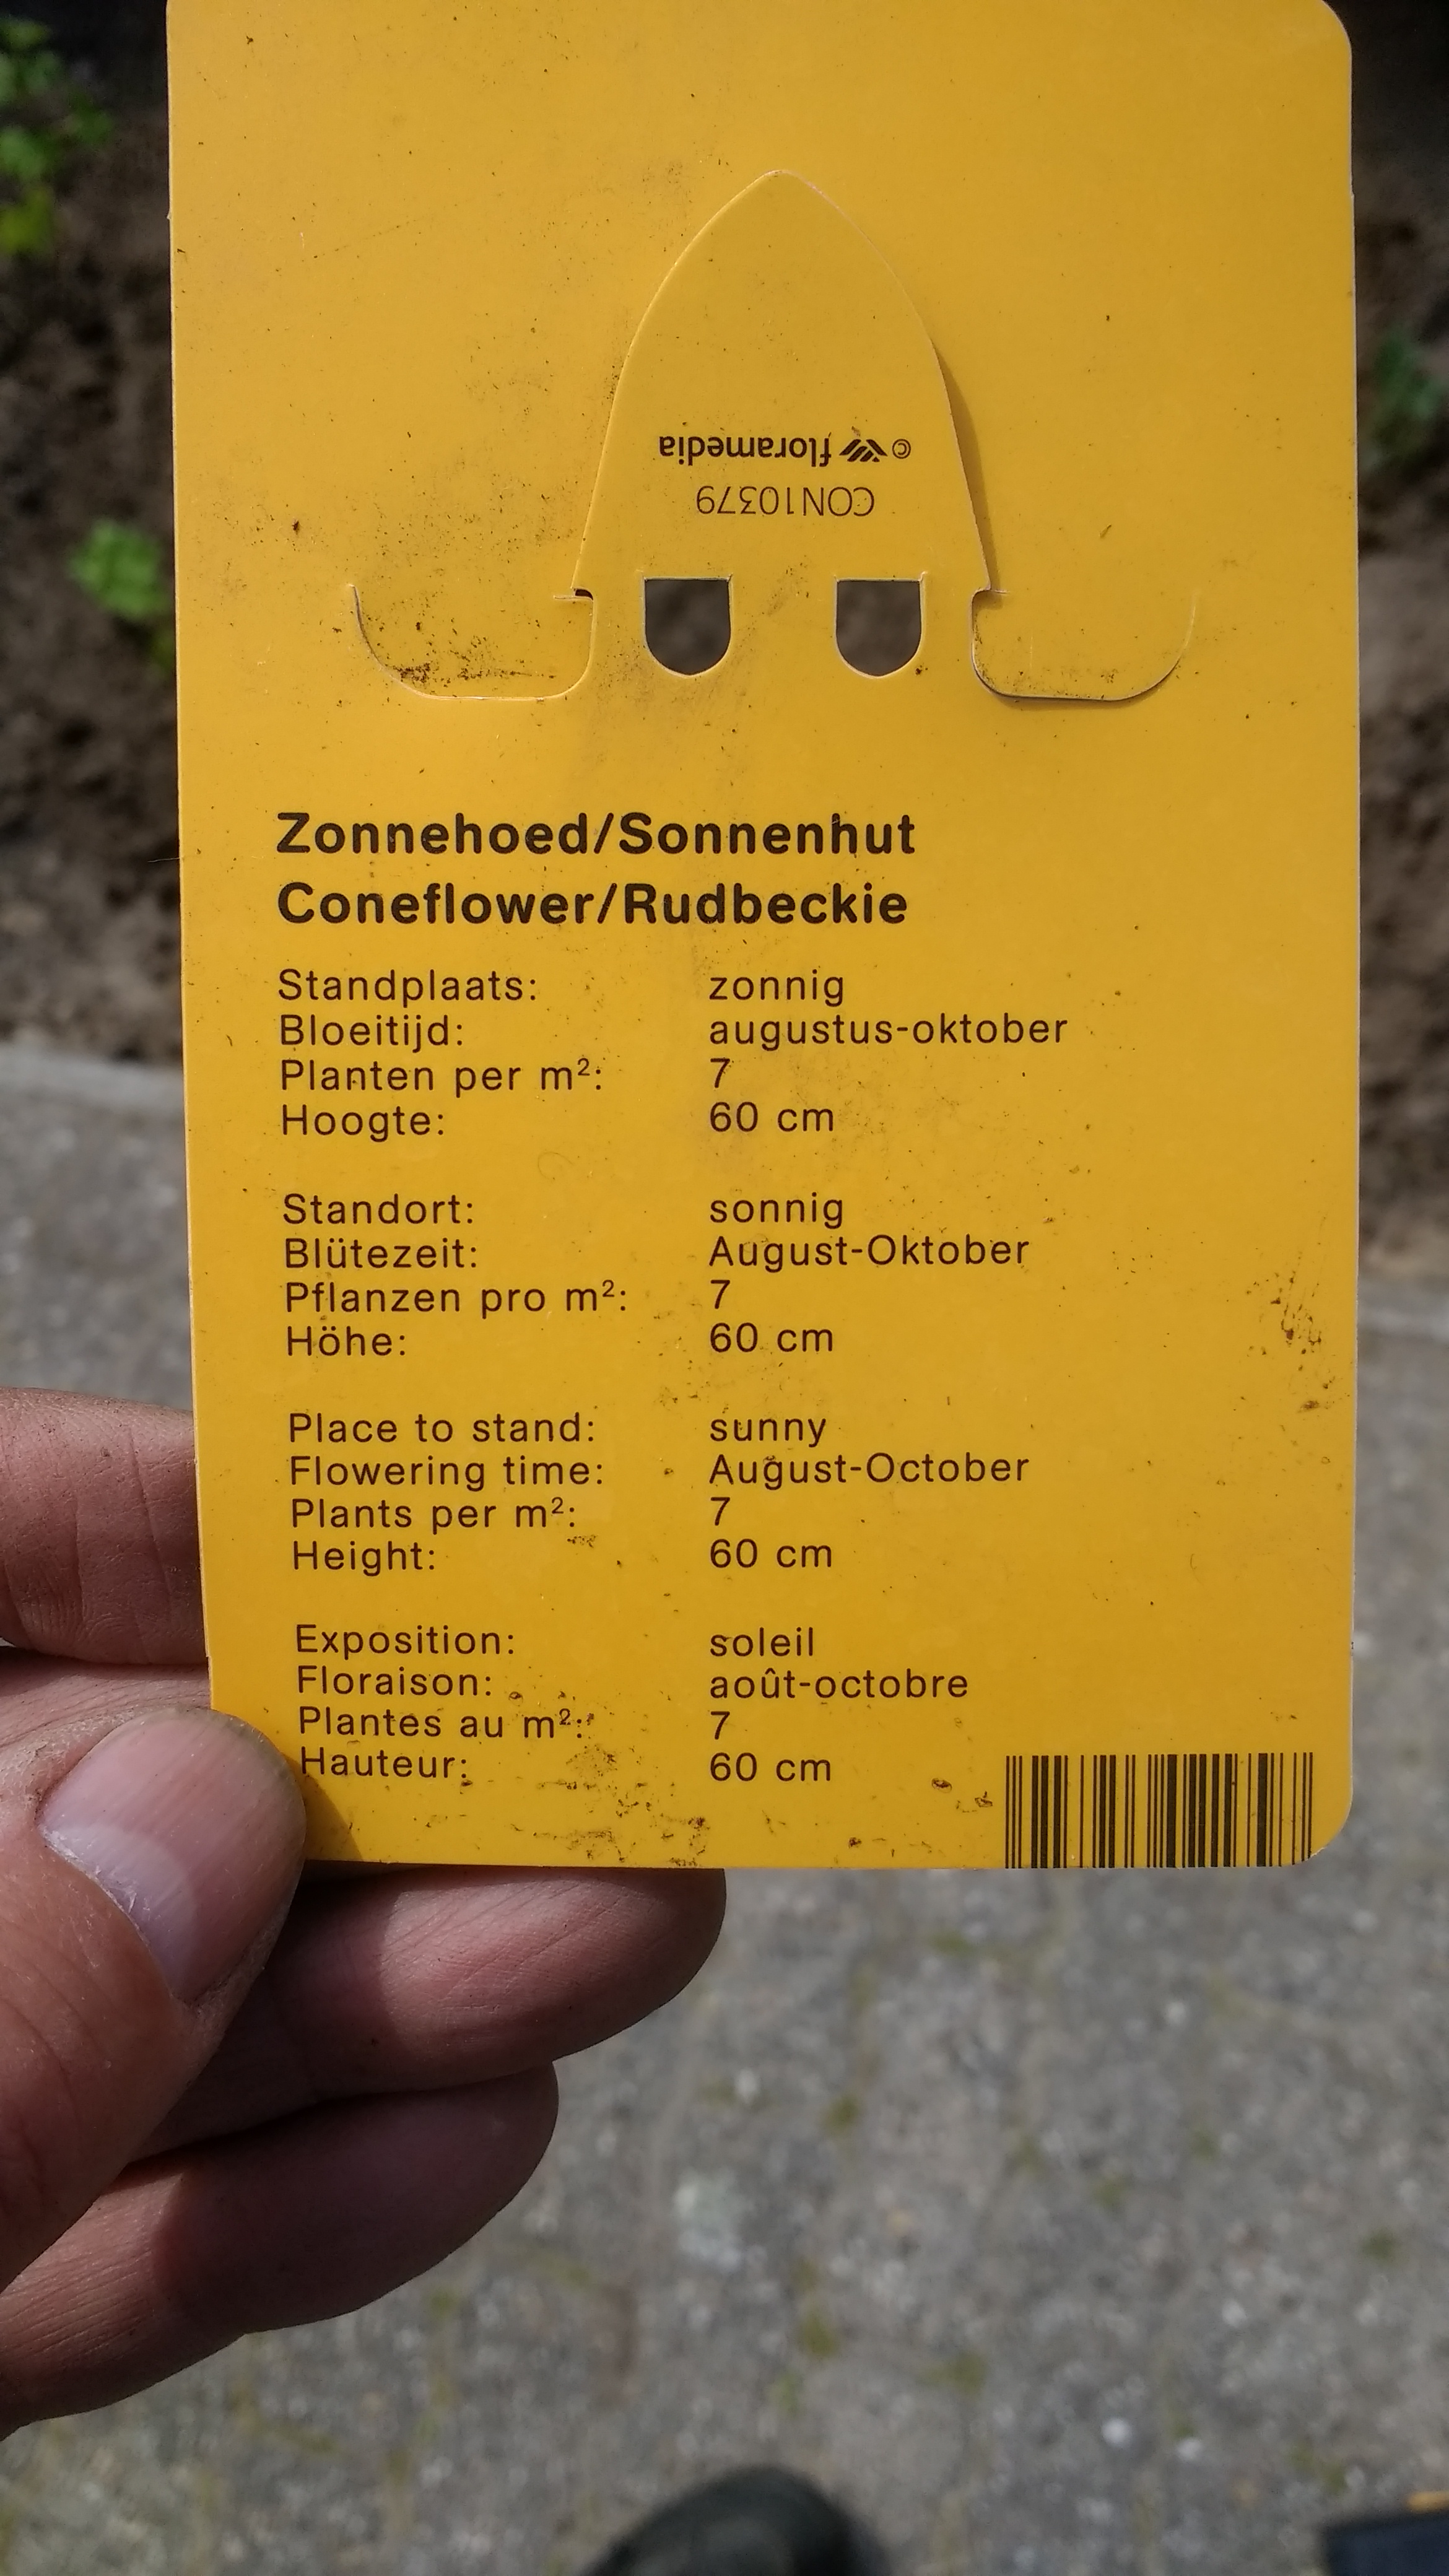 © floramedia
CON10379
Zonnehoed/Sonnenhut
Coneflower/Rudbeckie
Standplaats: zonnig
Bloeitijd: augustus-oktober
Planten per m²: 7
Hoogte: 60 cm
Standort: sonnig
Blütezeit: August-Oktober
Pflanzen pro m²: 7
Höhe: 60 cm
Place to stand: sunny
Flowering time: August-October
Plants per m²: 7
Height: 60 cm
Exposition: soleil
Floraison: août-octobre
Plantes au m²: 7
Hauteur: 60 cm